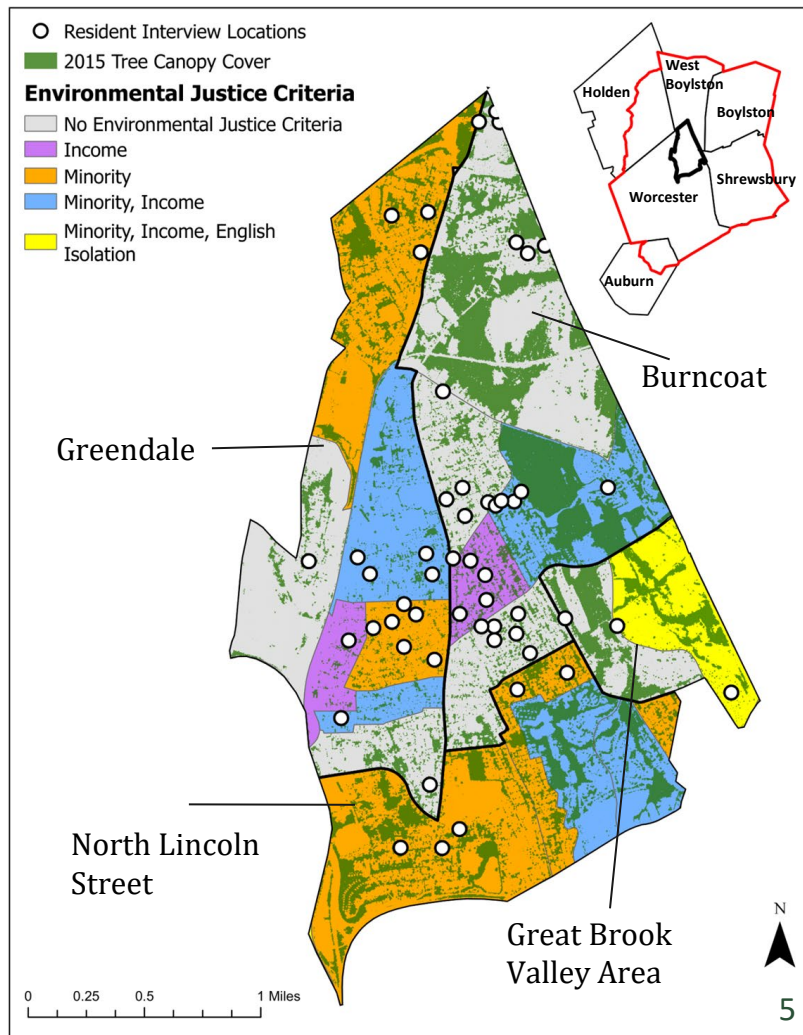 Resident Interview Locations
2015 Tree Canopy Cover
Environmental Justice Criteria
No Environmental Justice Criteria
Income
Minority
Minority, Income
Minority, Income, English
Isolation
Holden
West
Boylston
Boylston
Worcester
Shrewsbury
Auburn
Burncoat
Greendale
North Lincoln
Street
Great Brook
Valley Area
N
0 0.25 0.5 1 Miles
5